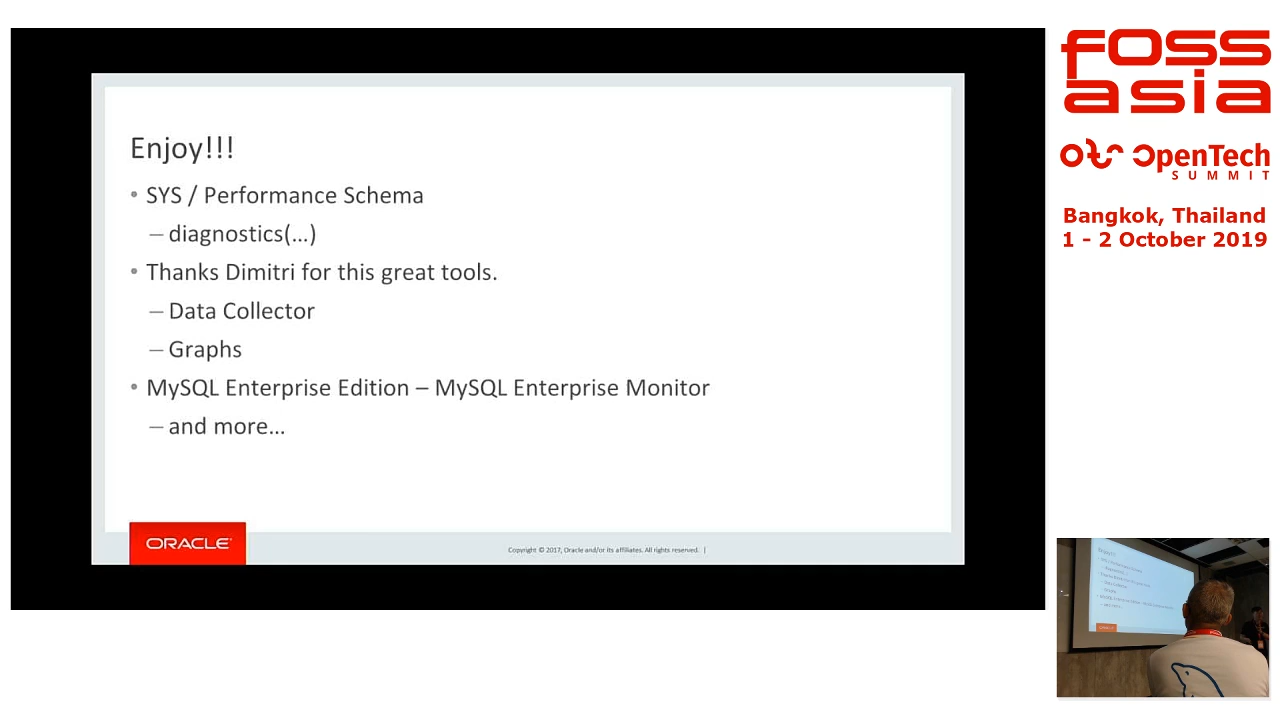 Enjoy!!!
• SYS / Performance Schema
– diagnostics(...)
• Thanks Dimitri for this great tools.
– Data Collector
– Graphs
• MySQL Enterprise Edition – MySQL Enterprise Monitor
– and more...
ORACLE
Copyright © 2017, Oracle and/or its affiliates. All rights reserved. |
foss
asia
OpenTech
SUMMIT
Bangkok, Thailand
1 - 2 October 2019